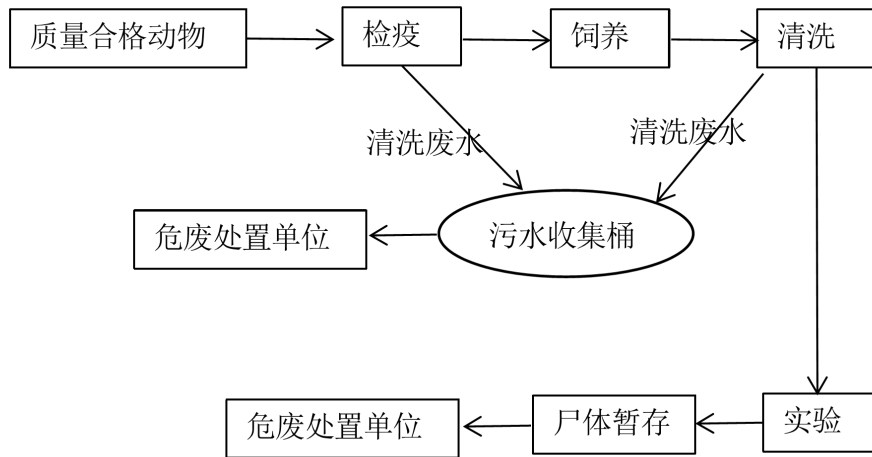 质量合格动物
检疫
饲养
清洗
清洗废水
清洗废水
危废处置单位
污水收集桶
危废处置单位
尸体暂存
实验